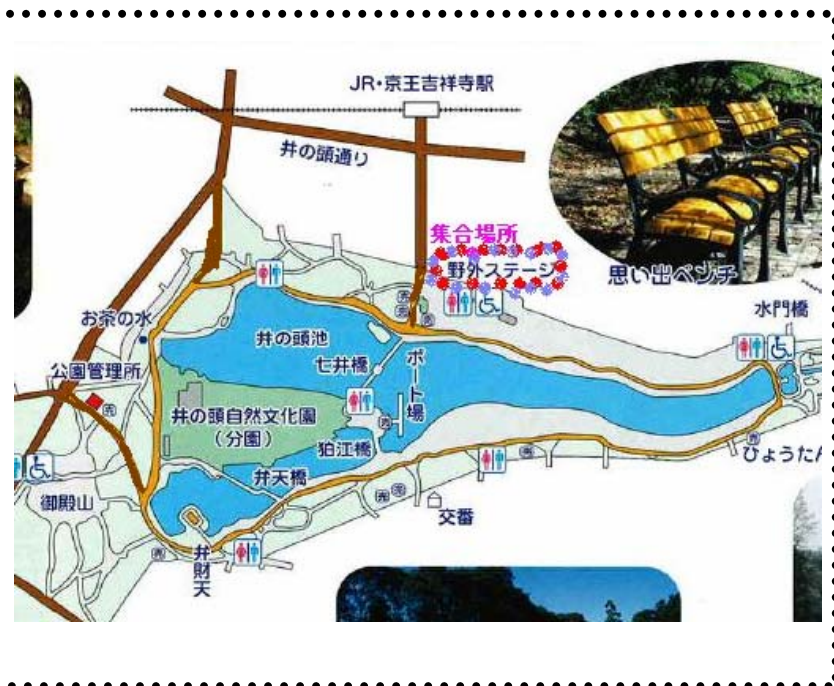 JR・京王吉祥寺駅
井の頭通り
集合場所
野外ステージ
思い出ベンチ
水門橋
お茶の水
井の頭池
七井橋
ボート場
公園管理所
井の頭自然文化園
（分園）
狛江橋
弁天橋
ひょうたん
御殿山
交番
弁財天